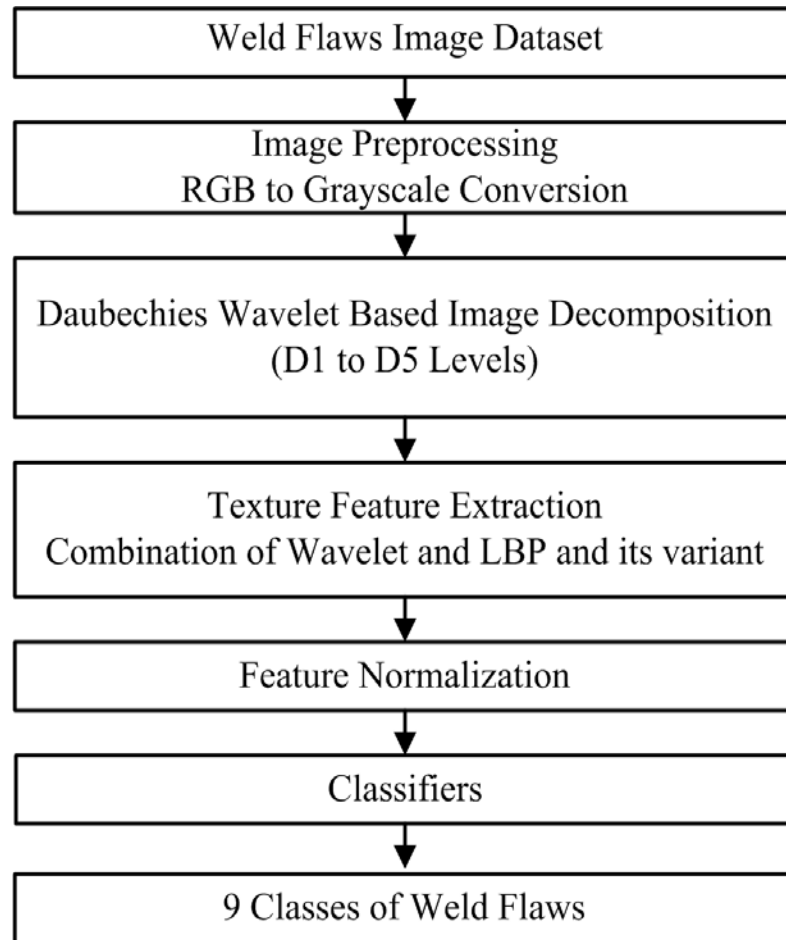 Weld Flaws Image Dataset
Image Preprocessing
RGB to Grayscale Conversion
Daubechies Wavelet Based Image Decomposition
(D1 to D5 Levels)
Texture Feature Extraction
Combination of Wavelet and LBP and its variant
Feature Normalization
Classifiers
9 Classes of Weld Flaws